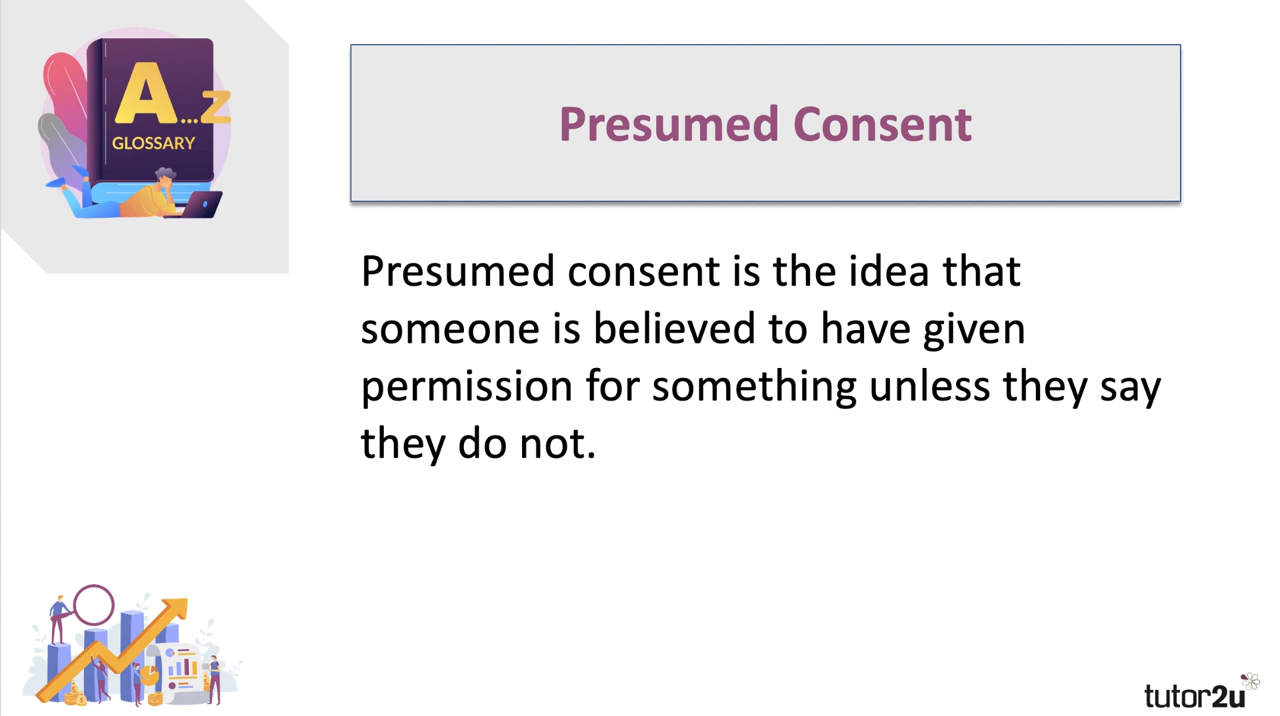 A...Z
GLOSSARY
Presumed Consent
Presumed consent is the idea that
someone is believed to have given
permission for something unless they say
they do not.
tutor2u